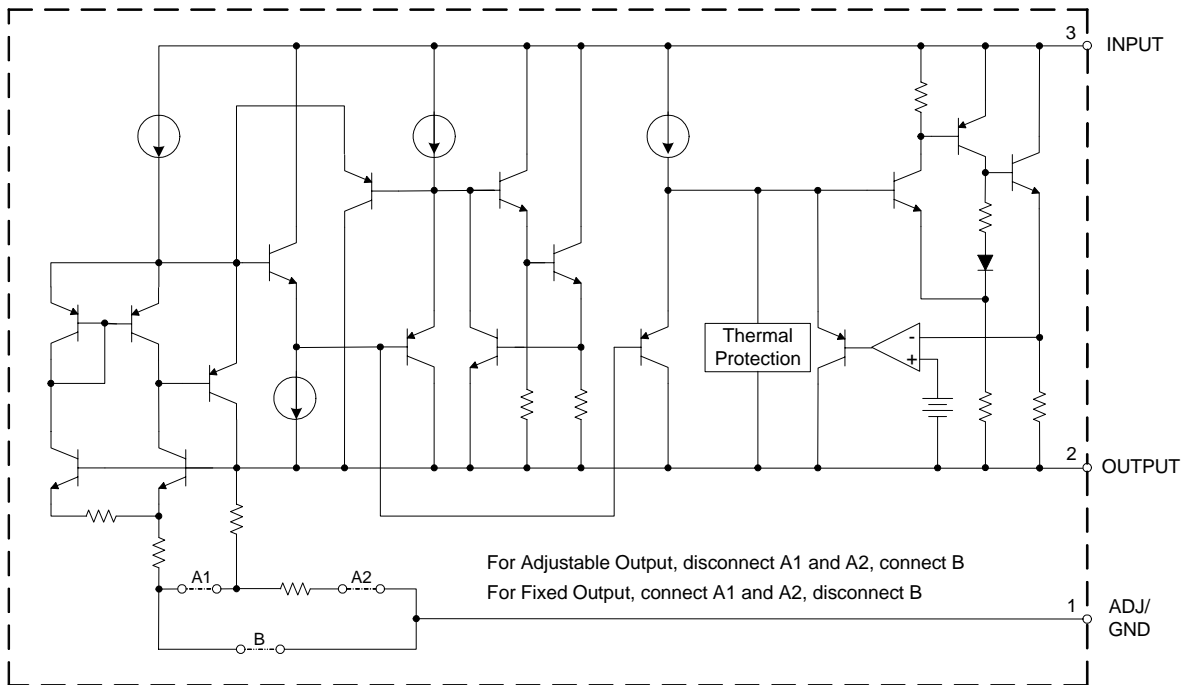 3
INPUT
Thermal
Protection
-
+
2
OUTPUT
A1
A2
B
For Adjustable Output, disconnect A1 and A2, connect B
For Fixed Output, connect A1 and A2, disconnect B
1
ADJ/
GND